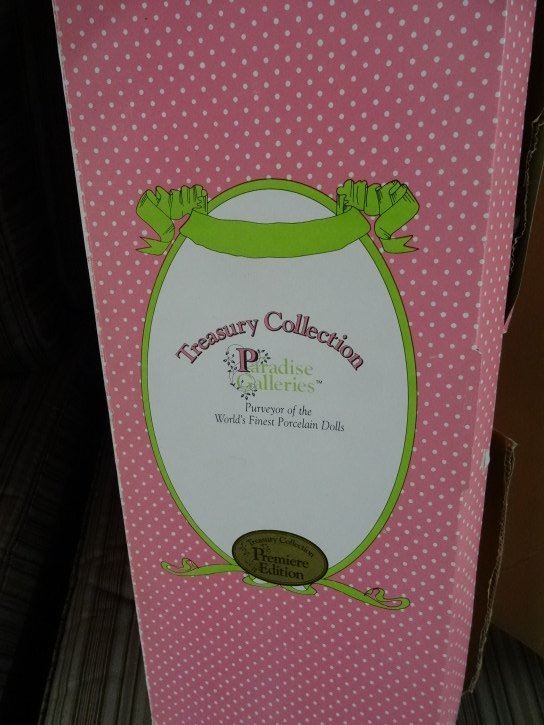 Treasury Collection
Paradise
Galleries™
Purveyor of the
World's Finest Porcelain Dolls
Treasury Collection
Premiere
Edition